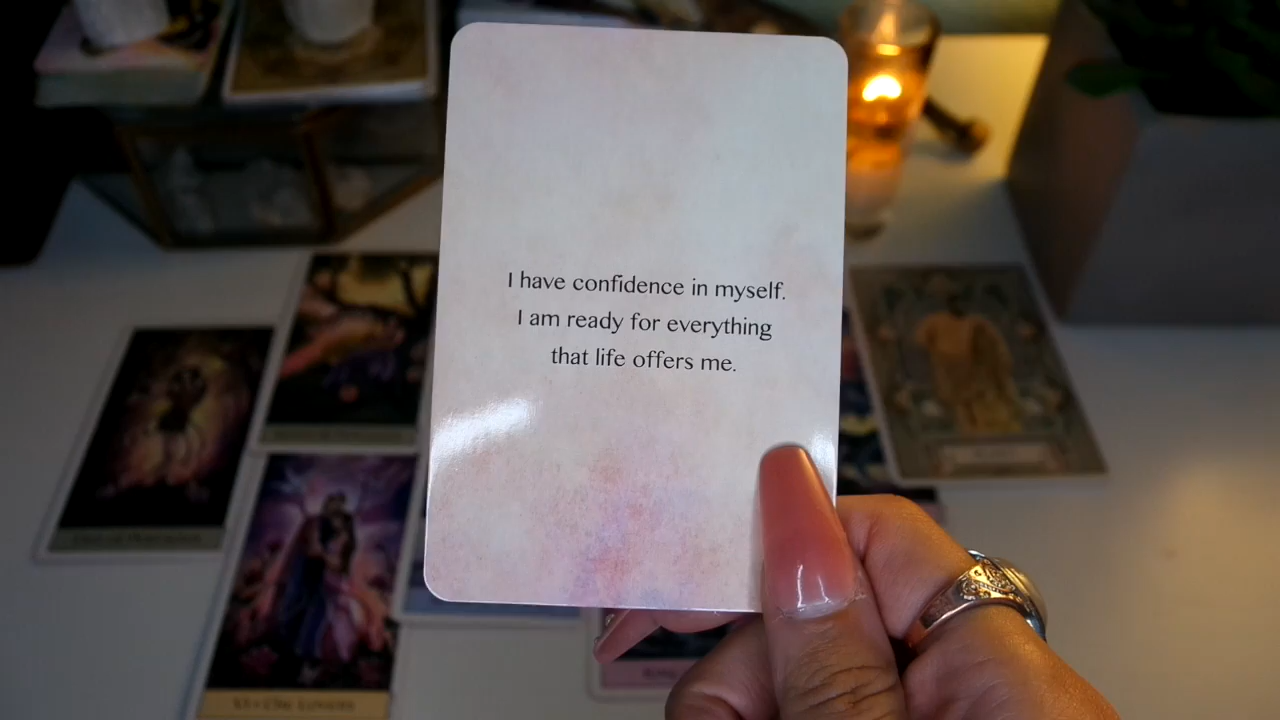 I have confidence in myself.
I am ready for everything
that life offers me.